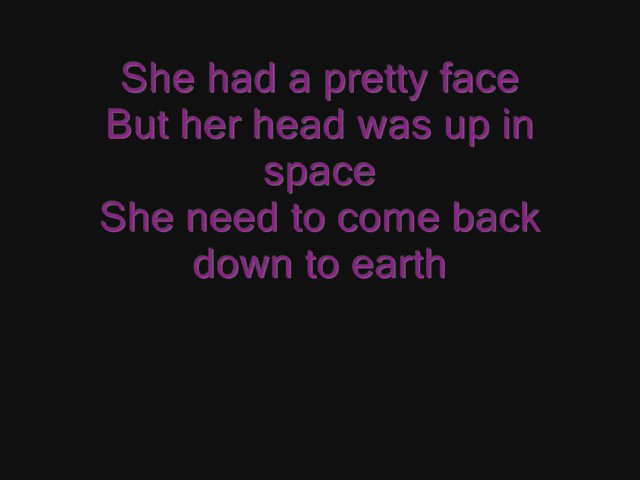 She had a pretty face
But her head was up in
space
She need to come back
down to earth